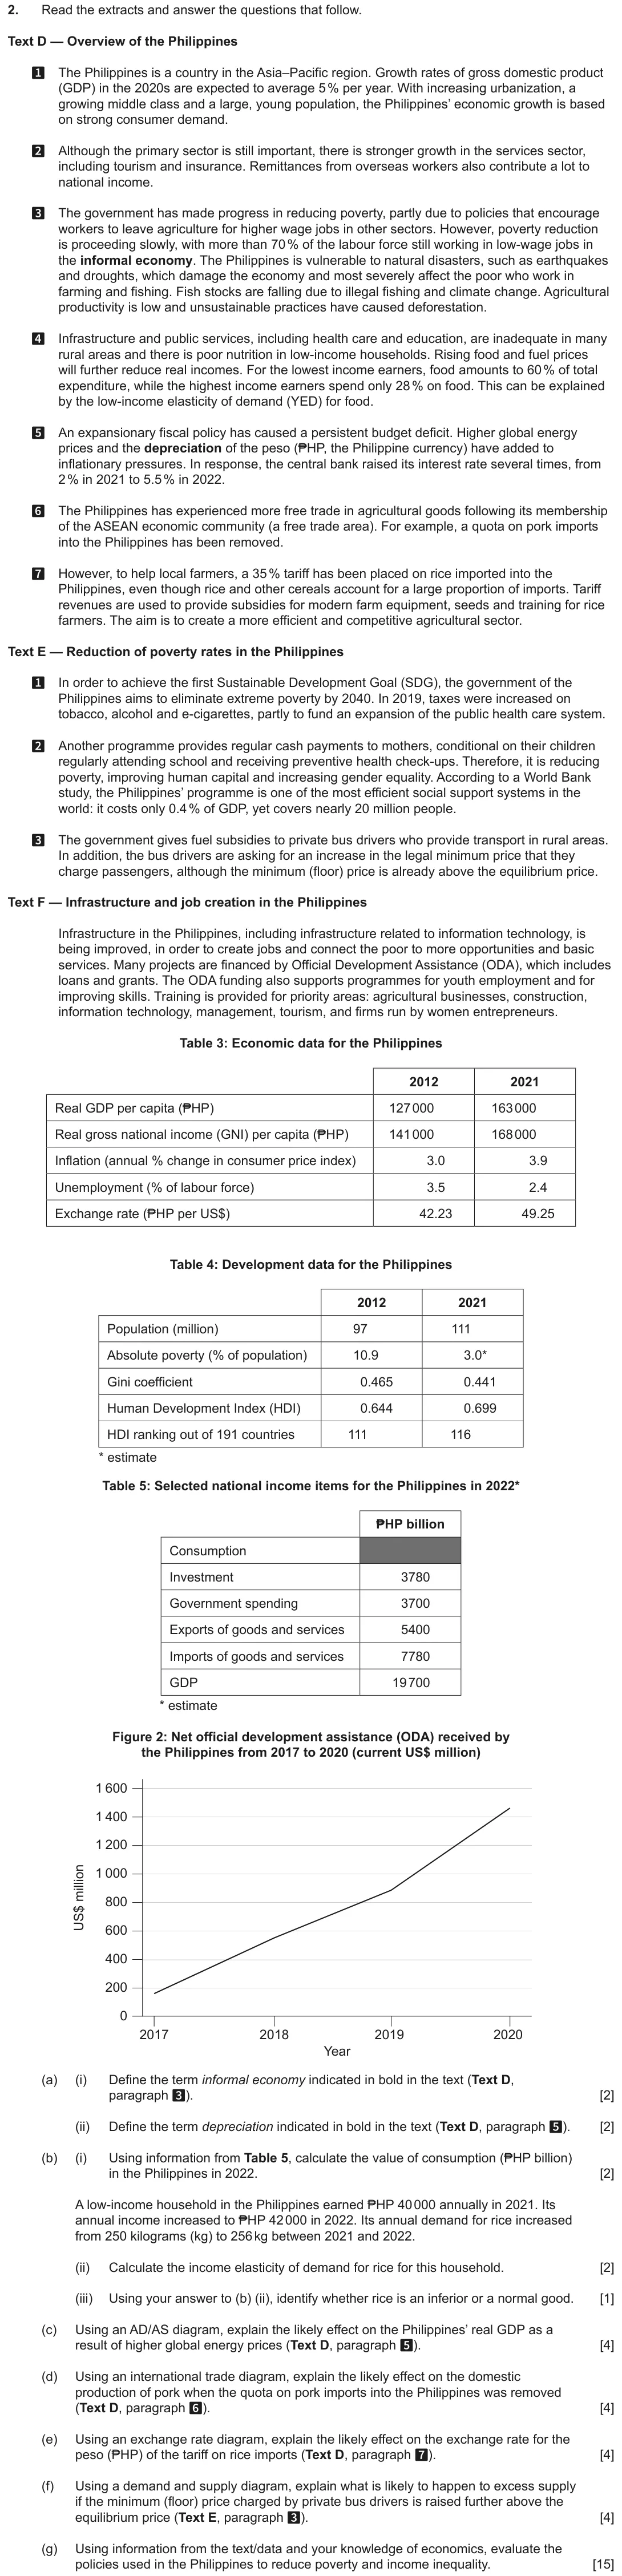 2. Read the extracts and answer the questions that follow.
Text D — Overview of the Philippines
1 The Philippines is a country in the Asia–Pacific region. Growth rates of gross domestic product
(GDP) in the 2020s are expected to average 5 % per year. With increasing urbanization, a
growing middle class and a large, young population, the Philippines' economic growth is based
on strong consumer demand.
2 Although the primary sector is still important, there is stronger growth in the services sector,
including tourism and insurance. Remittances from overseas workers also contribute a lot to
national income.
3 The government has made progress in reducing poverty, partly due to policies that encourage
workers to leave agriculture for higher wage jobs in other sectors. However, poverty reduction
is proceeding slowly, with more than 70 % of the labour force still working in low-wage jobs in
the informal economy. The Philippines is vulnerable to natural disasters, such as earthquakes
and droughts, which damage the economy and most severely affect the poor who work in
farming and fishing. Fish stocks are falling due to illegal fishing and climate change. Agricultural
productivity is low and unsustainable practices have caused deforestation.
4 Infrastructure and public services, including health care and education, are inadequate in many
rural areas and there is poor nutrition in low-income households. Rising food and fuel prices
will further reduce real incomes. For the lowest income earners, food amounts to 60 % of total
expenditure, while the highest income earners spend only 28 % on food. This can be explained
by the low-income elasticity of demand (YED) for food.
5 An expansionary fiscal policy has caused a persistent budget deficit. Higher global energy
prices and the depreciation of the peso (₱HP, the Philippine currency) have added to
inflationary pressures. In response, the central bank raised its interest rate several times, from
2 % in 2021 to 5.5 % in 2022.
6 The Philippines has experienced more free trade in agricultural goods following its membership
of the ASEAN economic community (a free trade area). For example, a quota on pork imports
into the Philippines has been removed.
7 However, to help local farmers, a 35 % tariff has been placed on rice imported into the
Philippines, even though rice and other cereals account for a large proportion of imports. Tariff
revenues are used to provide subsidies for modern farm equipment, seeds and training for rice
farmers. The aim is to create a more efficient and competitive agricultural sector.
Text E — Reduction of poverty rates in the Philippines
1 In order to achieve the first Sustainable Development Goal (SDG), the government of the
Philippines aims to eliminate extreme poverty by 2040. In 2019, taxes were increased on
tobacco, alcohol and e-cigarettes, partly to fund an expansion of the public health care system.
2 Another programme provides regular cash payments to mothers, conditional on their children
regularly attending school and receiving preventive health check-ups. Therefore, it is reducing
poverty, improving human capital and increasing gender equality. According to a World Bank
study, the Philippines' programme is one of the most efficient social support systems in the
world: it costs only 0.4 % of GDP, yet covers nearly 20 million people.
3 The government gives fuel subsidies to private bus drivers who provide transport in rural areas.
In addition, the bus drivers are asking for an increase in the legal minimum price that they
charge passengers, although the minimum (floor) price is already above the equilibrium price.
Text F — Infrastructure and job creation in the Philippines
Infrastructure in the Philippines, including infrastructure related to information technology, is
being improved, in order to create jobs and connect the poor to more opportunities and basic
services. Many projects are financed by Official Development Assistance (ODA), which includes
loans and grants. The ODA funding also supports programmes for youth employment and for
improving skills. Training is provided for priority areas: agricultural businesses, construction,
information technology, management, tourism, and firms run by women entrepreneurs.
Table 3: Economic data for the Philippines
2012 2021
Real GDP per capita (₱HP) 127 000 163 000
Real gross national income (GNI) per capita (₱HP) 141 000 168 000
Inflation (annual % change in consumer price index) 3.0 3.9
Unemployment (% of labour force) 3.5 2.4
Exchange rate (₱HP per US$) 42.23 49.25
Table 4: Development data for the Philippines
2012 2021
Population (million) 97 111
Absolute poverty (% of population) 10.9 3.0*
Gini coefficient 0.465 0.441
Human Development Index (HDI) 0.644 0.699
HDI ranking out of 191 countries 111 116
* estimate
Table 5: Selected national income items for the Philippines in 2022*
₱HP billion
Consumption
Investment 3780
Government spending 3700
Exports of goods and services 5400
Imports of goods and services 7780
GDP 19 700
* estimate
Figure 2: Net official development assistance (ODA) received by
the Philippines from 2017 to 2020 (current US$ million)
1 600
1 400
1 200
1 000
800
600
400
200
0
US$ million
2017 2018 2019 2020
Year
(a) (i) Define the term informal economy indicated in bold in the text (Text D,
paragraph 3). [2]
(ii) Define the term depreciation indicated in bold in the text (Text D, paragraph 5). [2]
(b) (i) Using information from Table 5, calculate the value of consumption (₱HP billion)
in the Philippines in 2022. [2]
A low-income household in the Philippines earned ₱HP 40 000 annually in 2021. Its
annual income increased to ₱HP 42 000 in 2022. Its annual demand for rice increased
from 250 kilograms (kg) to 256 kg between 2021 and 2022.
(ii) Calculate the income elasticity of demand for rice for this household. [2]
(iii) Using your answer to (b) (ii), identify whether rice is an inferior or a normal good. [1]
(c) Using an AD/AS diagram, explain the likely effect on the Philippines' real GDP as a
result of higher global energy prices (Text D, paragraph 5). [4]
(d) Using an international trade diagram, explain the likely effect on the domestic
production of pork when the quota on pork imports into the Philippines was removed
(Text D, paragraph 6). [4]
(e) Using an exchange rate diagram, explain the likely effect on the exchange rate for the
peso (₱HP) of the tariff on rice imports (Text D, paragraph 7). [4]
(f) Using a demand and supply diagram, explain what is likely to happen to excess supply
if the minimum (floor) price charged by private bus drivers is raised further above the
equilibrium price (Text E, paragraph 3). [4]
(g) Using information from the text/data and your knowledge of economics, evaluate the
policies used in the Philippines to reduce poverty and income inequality. [15]